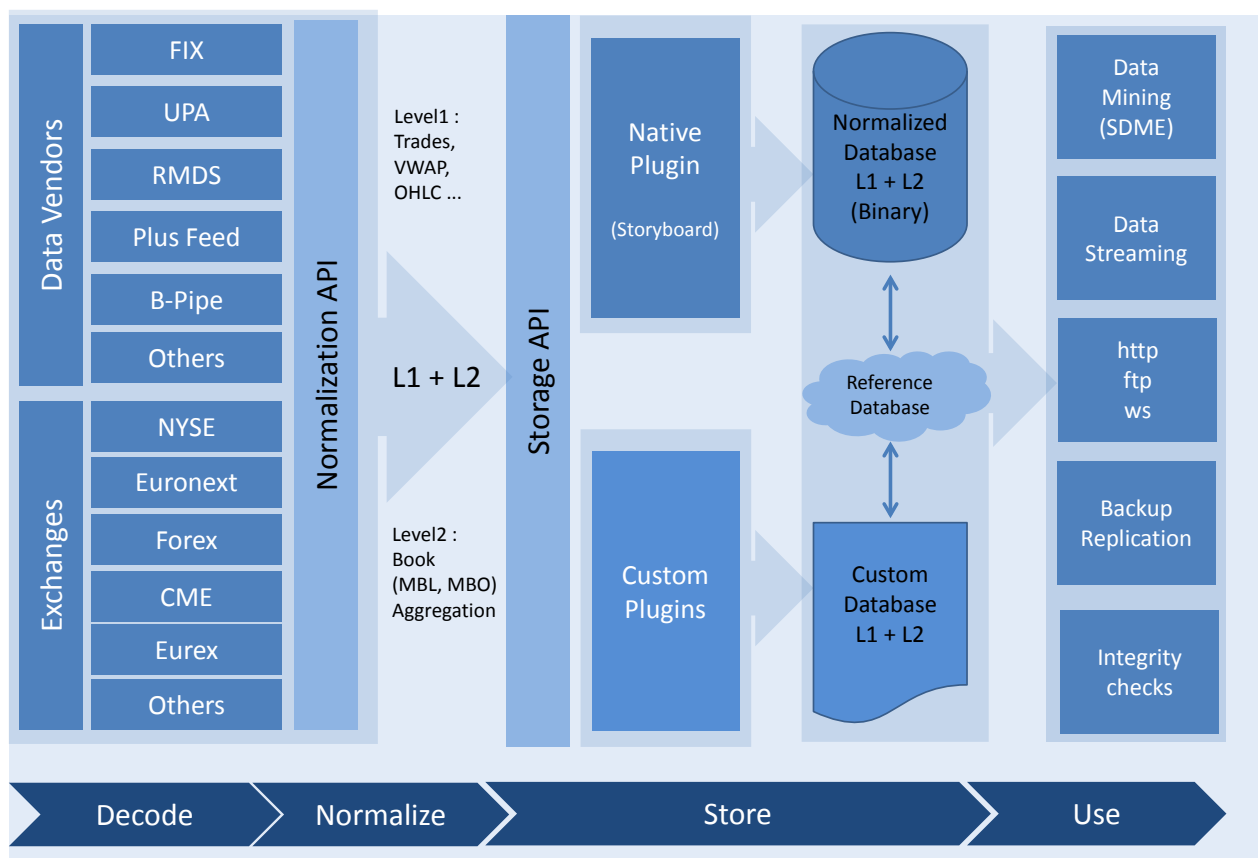 Data Vendors
FIX
UPA
RMDS
Plus Feed
B-Pipe
Others
Exchanges
NYSE
Euronext
Forex
CME
Eurex
Others
Normalization API
Level1 :
Trades,
VWAP,
OHLC ...
L1 + L2
Level2 :
Book
(MBL, MBO)
Aggregation
Storage API
Native
Plugin
(Storyboard)
Custom
Plugins
Normalized
Database
L1 + L2
(Binary)
Reference
Database
Custom
Database
L1 + L2
Data
Mining
(SDME)
Data
Streaming
http
ftp
ws
Backup
Replication
Integrity
checks
Decode
Normalize
Store
Use